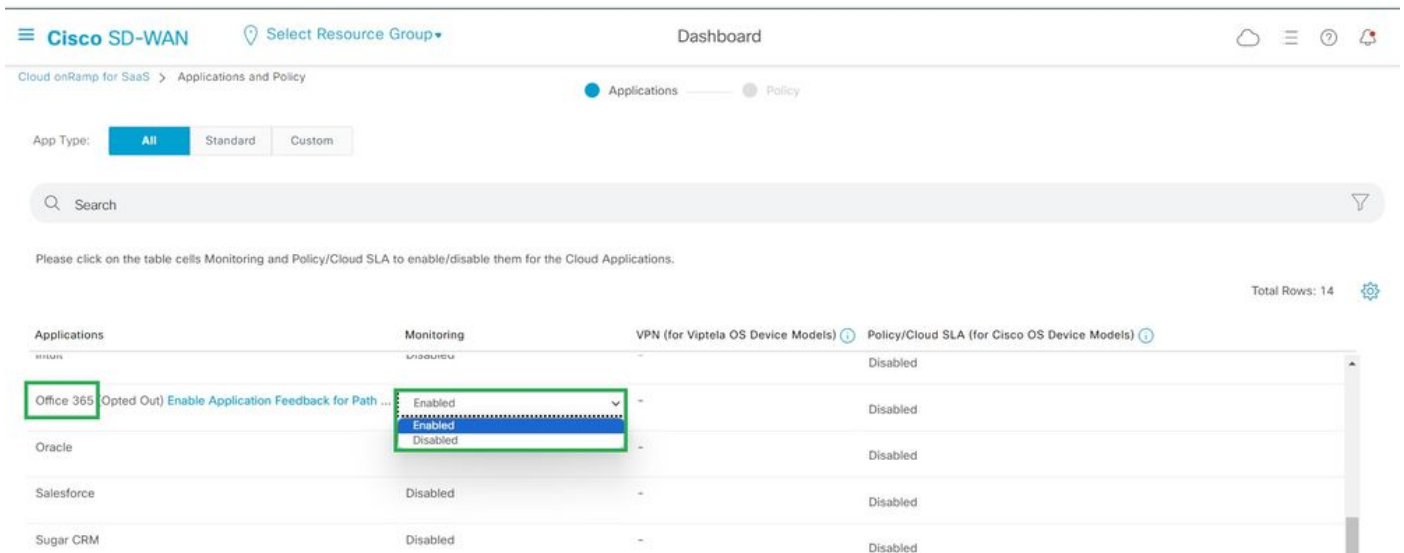 Cisco SD-WAN
Select Resource Group
Dashboard
Cloud onRamp for SaaS > Applications and Policy
Applications
Policy
App Type:
All
Standard
Custom
Search
Please click on the table cells Monitoring and Policy/Cloud SLA to enable/disable them for the Cloud Applications.
Total Rows: 14
Applications
Monitoring
VPN (for Viptela OS Device Models)
Policy/Cloud SLA (for Cisco OS Device Models)
Intuit
Disabled
-
Disabled
Office 365 (Opted Out) Enable Application Feedback for Path ...
Enabled
-
Disabled
Enabled
Disabled
Oracle
-
Disabled
Salesforce
Disabled
-
Disabled
Sugar CRM
Disabled
-
Disabled